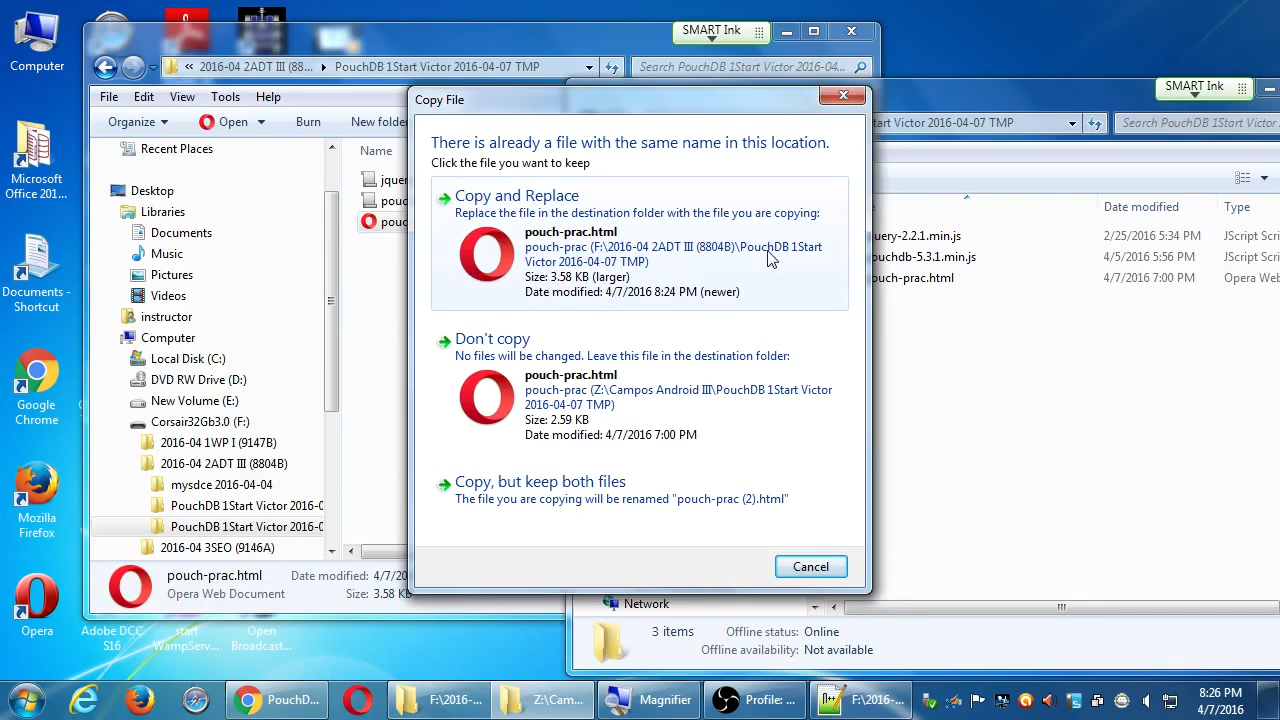 Computer
Microsoft
Office 201...
Documents -
Shortcut
Google
Chrome
Mozilla
Firefox
Opera
Adobe DCC
S16
start
WampServ...
Open
Broadcast...
SMART Ink
« 2016-04 2ADT III (88... ▸ PouchDB 1Start Victor 2016-04-07 TMP
Search PouchDB 1Start Victor 2016-04...
File Edit View Tools Help
Organize Open Burn New folder
Recent Places
Desktop
Libraries
Documents
Music
Pictures
Videos
instructor
Computer
Local Disk (C:)
DVD RW Drive (D:)
New Volume (E:)
Corsair32Gb3.0 (F:)
2016-04 1WP I (9147B)
2016-04 2ADT III (8804B)
mysdce 2016-04-04
PouchDB 1Start Victor 2016-0
PouchDB 1Start Victor 2016-0
2016-04 3SEO (9146A)
Name
jquer
pouc
pouc
pouch-prac.html Date modified: 4/7/20
Opera Web Document Size: 3.58 KB
Copy File
There is already a file with the same name in this location.
Click the file you want to keep
Copy and Replace
Replace the file in the destination folder with the file you are copying:
pouch-prac.html
pouch-prac (F:\2016-04 2ADT III (8804B)\PouchDB 1Start
Victor 2016-04-07 TMP)
Size: 3.58 KB (larger)
Date modified: 4/7/2016 8:24 PM (newer)
Don't copy
No files will be changed. Leave this file in the destination folder:
pouch-prac.html
pouch-prac (Z:\Campos Android III\PouchDB 1Start Victor
2016-04-07 TMP)
Size: 2.59 KB
Date modified: 4/7/2016 7:00 PM
Copy, but keep both files
The file you are copying will be renamed "pouch-prac (2).html"
Cancel
SMART Ink
Start Victor 2016-04-07 TMP
Search PouchDB 1Start Victor
Date modified Type
query-2.2.1.min.js 2/25/2016 5:34 PM JScript Scri
ouchdb-5.3.1.min.js 4/5/2016 5:56 PM JScript Scri
ouch-prac.html 4/7/2016 7:00 PM Opera Web
Network
3 items Offline status: Online
Offline availability: Not available
PouchD... F:\2016-... Z:\Cam... Magnifier Profile: ... F:\2016-...
8:26 PM
4/7/2016